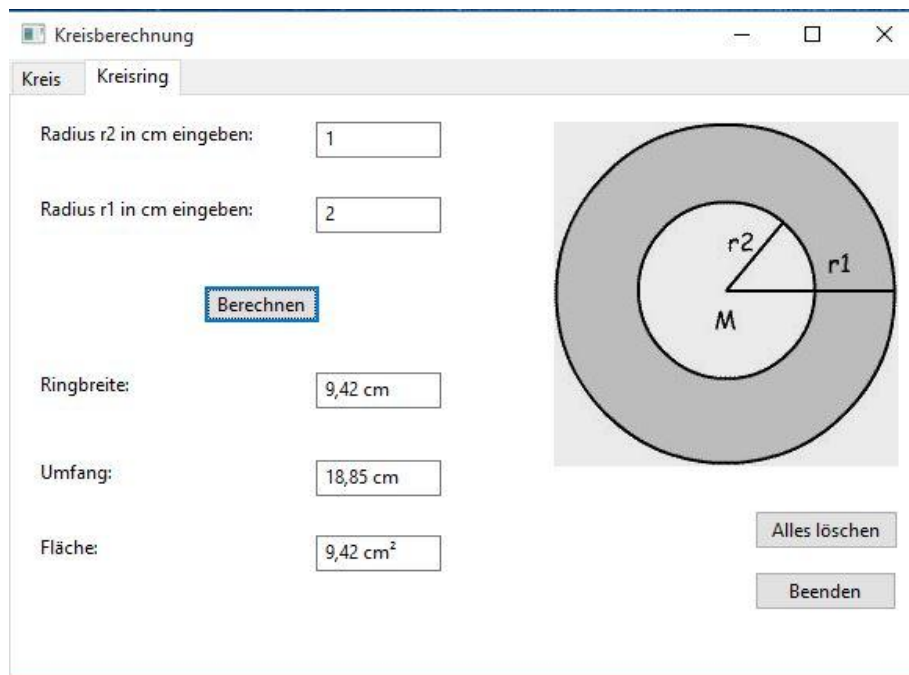 Kreisberechnung
Kreis Kreisring
Radius r2 in cm eingeben: 1
Radius r1 in cm eingeben: 2
Berechnen
Ringbreite: 9,42 cm
Umfang: 18,85 cm
Fläche: 9,42 cm²
r2
r1
M
Alles löschen
Beenden